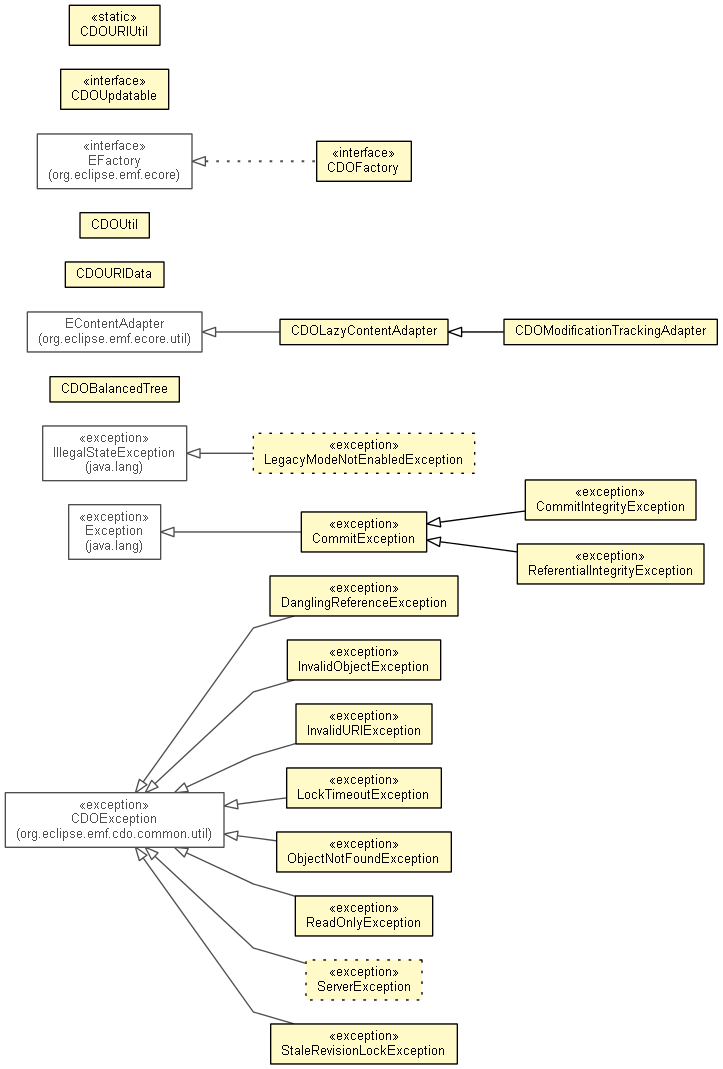 «static»
CDOURIUtil
«interface»
CDOUpdatable
«interface»
EFactory
(org.eclipse.emf.ecore)
«interface»
CDOFactory
CDOUtil
CDOURIData
EContentAdapter
(org.eclipse.emf.ecore.util)
CDOLazyContentAdapter
CDOModificationTrackingAdapter
CDOBalancedTree
«exception»
IllegalStateException
(java.lang)
«exception»
LegacyModeNotEnabledException
«exception»
Exception
(java.lang)
«exception»
CommitException
«exception»
CommitIntegrityException
«exception»
ReferentialIntegrityException
«exception»
DanglingReferenceException
«exception»
InvalidObjectException
«exception»
InvalidURIException
«exception»
LockTimeoutException
«exception»
CDOException
(org.eclipse.emf.cdo.common.util)
«exception»
ObjectNotFoundException
«exception»
ReadOnlyException
«exception»
ServerException
«exception»
StaleRevisionLockException